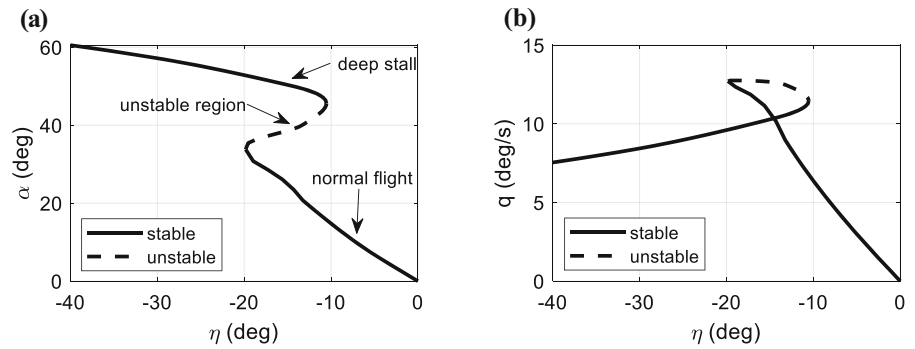 (a)
60
40
20
0
α (deg)
deep stall
unstable region
normal flight
stable
unstable
-40
-30
-20
-10
0
η (deg)
(b)
15
10
5
0
q (deg/s)
stable
unstable
-40
-30
-20
-10
0
η (deg)